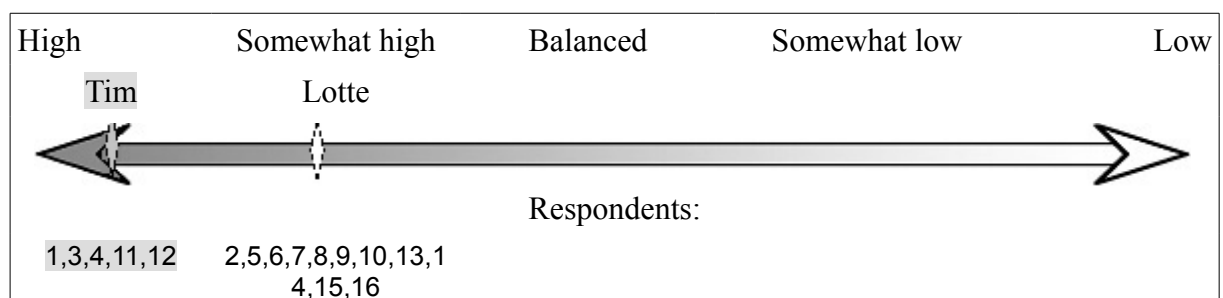 High Somewhat high Balanced Somewhat low Low
Tim Lotte
Respondents:
1,3,4,11,12 2,5,6,7,8,9,10,13,1
4,15,16